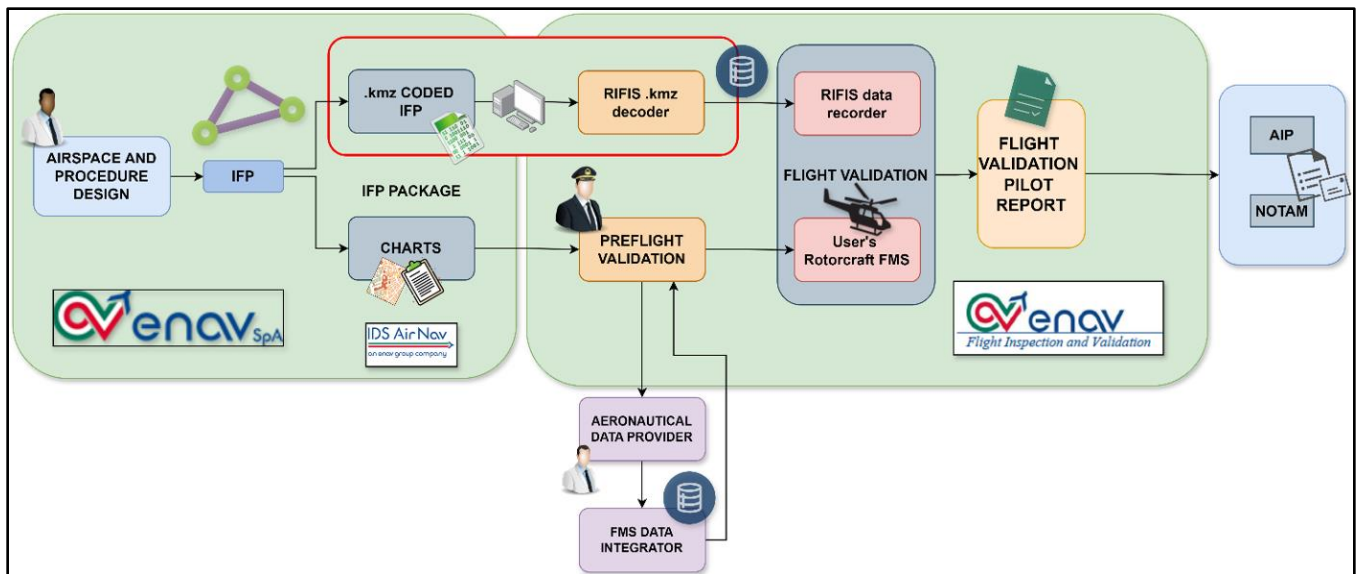 AIRSPACE AND
PROCEDURE
DESIGN
IFP
.kmz CODED
IFP
IFP PACKAGE
CHARTS
enav SpA
IDS AirNav
an enav group company
RIFIS .kmz
decoder
PREFLIGHT
VALIDATION
RIFIS data
recorder
FLIGHT VALIDATION
User's
Rotorcraft FMS
FLIGHT
VALIDATION
PILOT
REPORT
enav
Flight Inspection and Validation
AIP
NOTAM
AERONAUTICAL
DATA PROVIDER
FMS DATA
INTEGRATOR